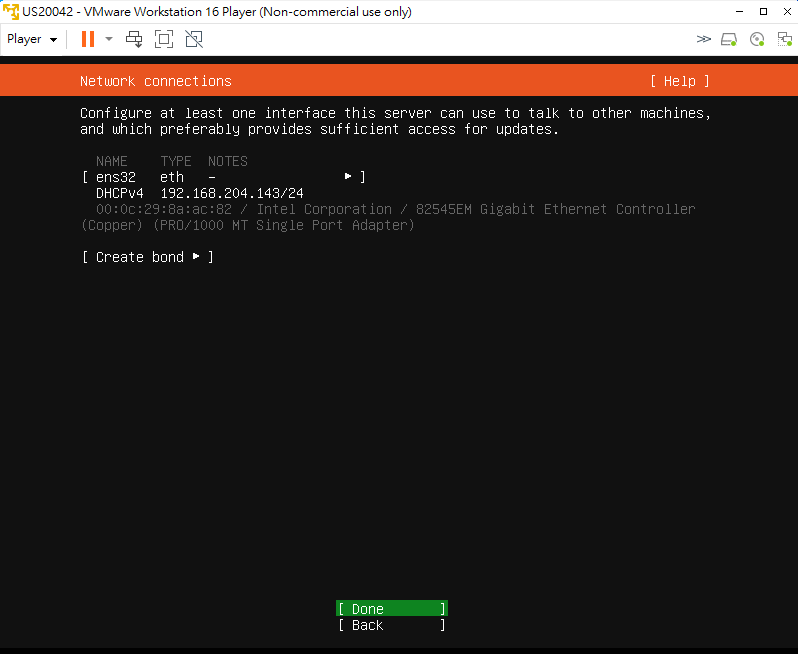 US20042 - VMware Workstation 16 Player (Non-commercial use only)
Player
Network connections [ Help ]
Configure at least one interface this server can use to talk to other machines,
and which preferably provides sufficient access for updates.
NAME TYPE NOTES
[ ens32 eth - ▸ ]
DHCPv4 192.168.204.143/24
00:0c:29:8a:ac:82 / Intel Corporation / 82545EM Gigabit Ethernet Controller
(Copper) (PRO/1000 MT Single Port Adapter)
[ Create bond ▸ ]
[ Done ]
[ Back ]